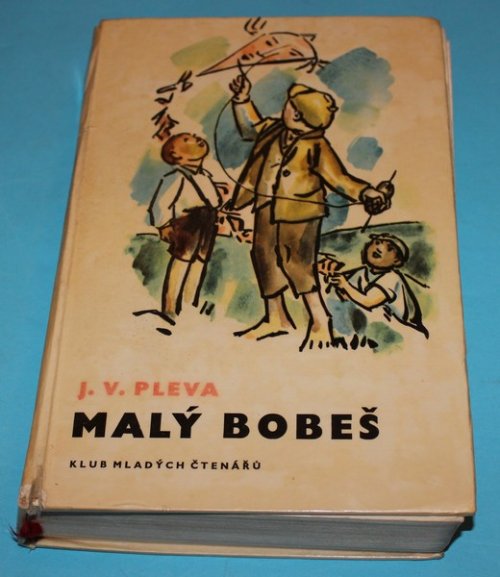 J. V. PLEVA
MALÝ BOBEŠ
KLUB MLADÝCH ČTENÁŘŮ